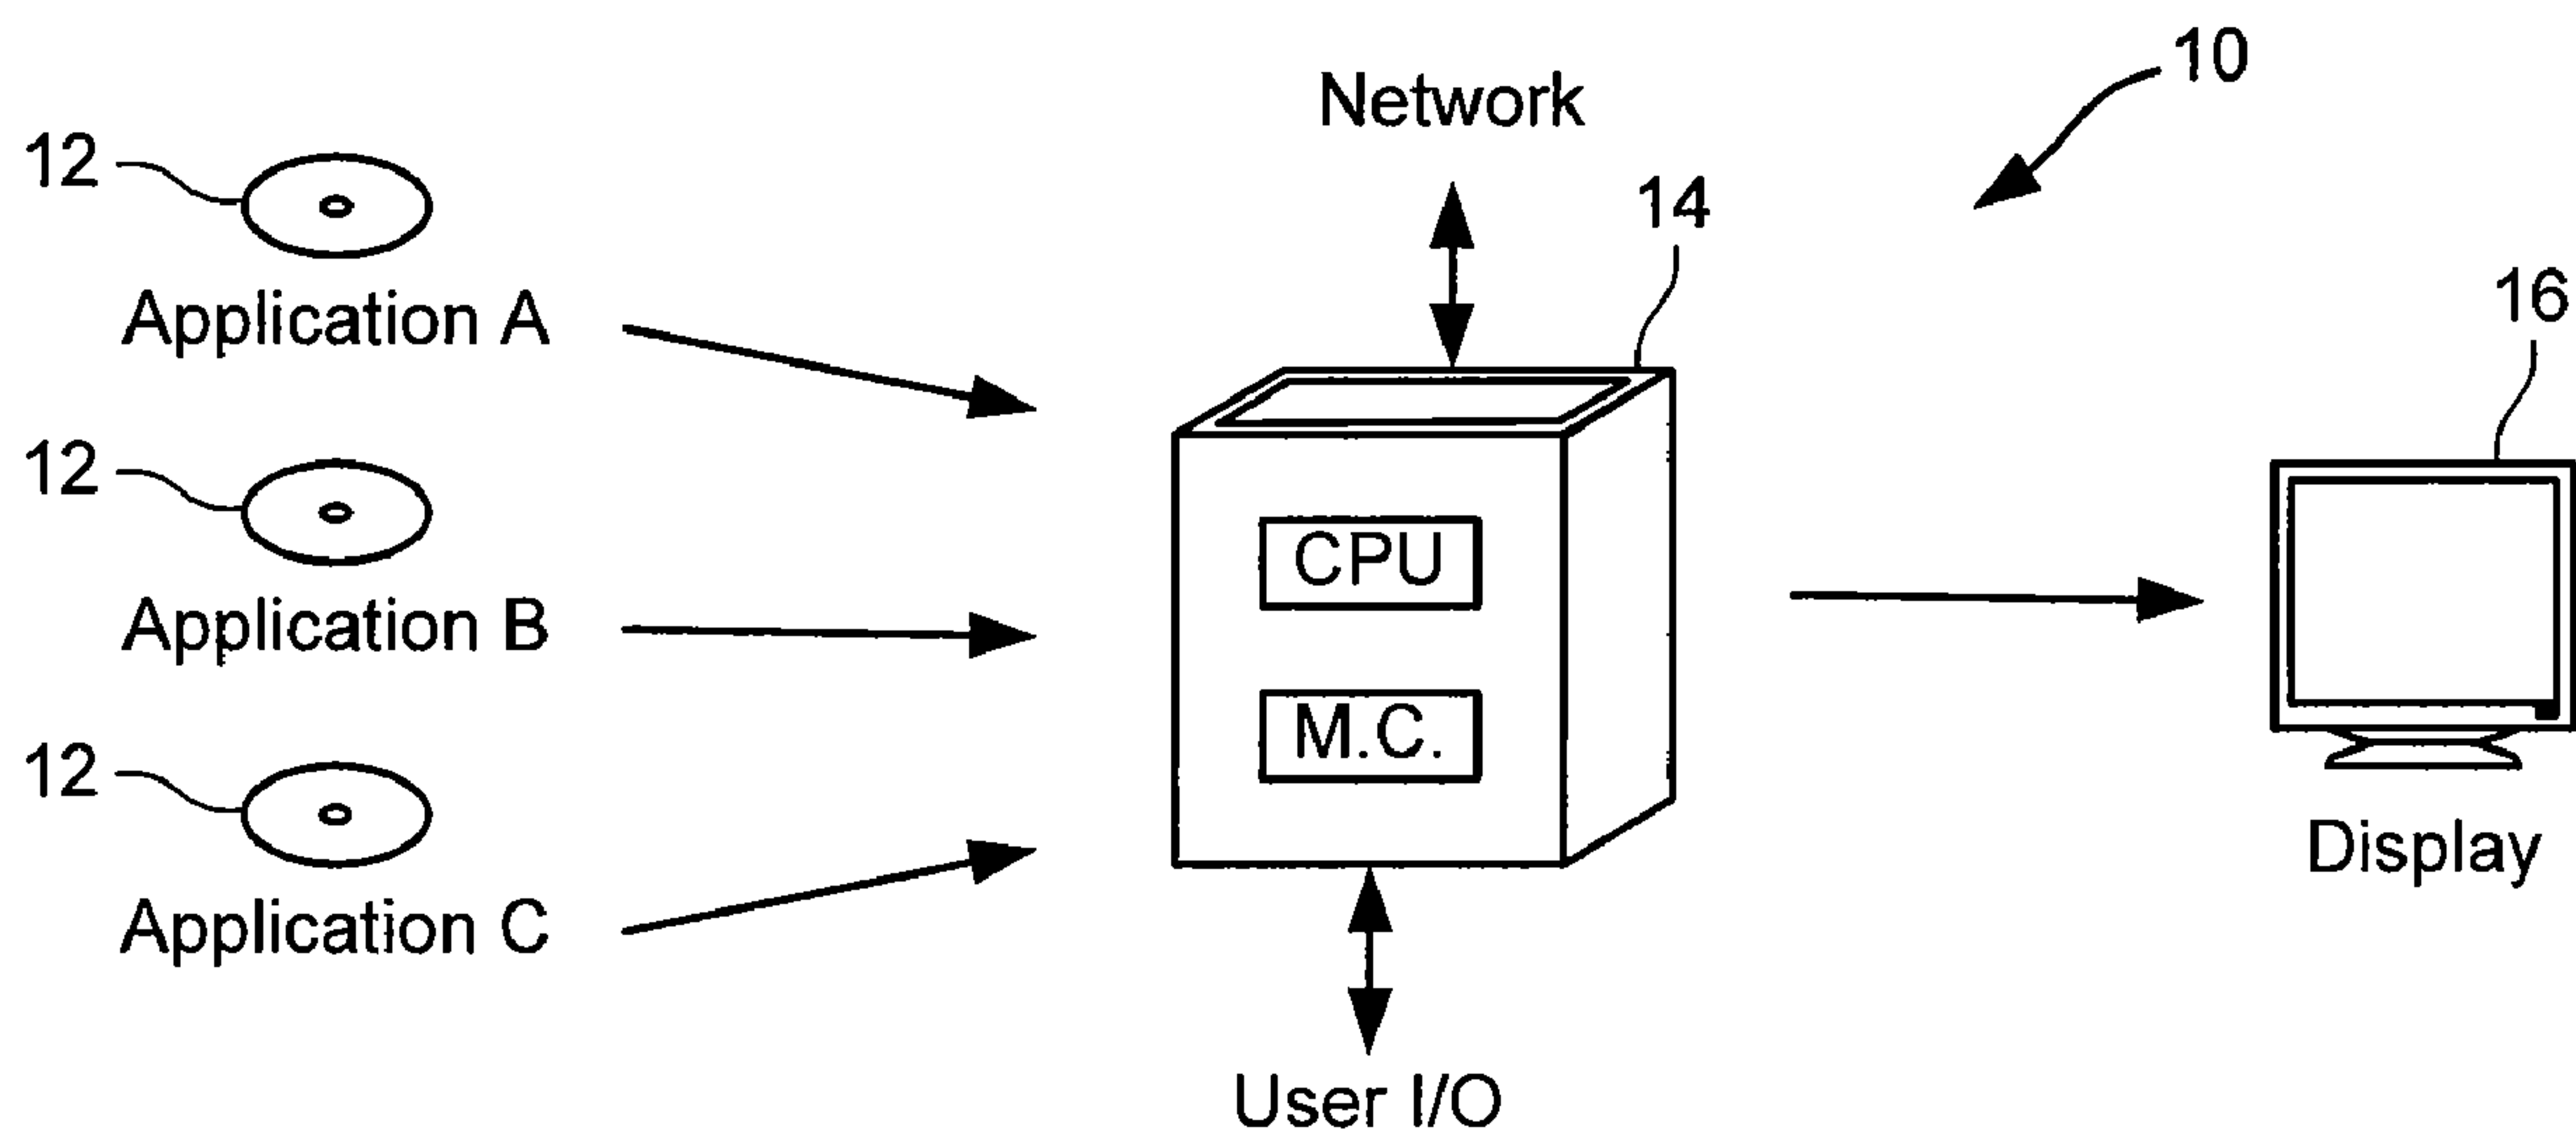 10
Network
12
14
Application A
16
12
CPU
Application B
M.C.
12
Display
Application C
User I/O